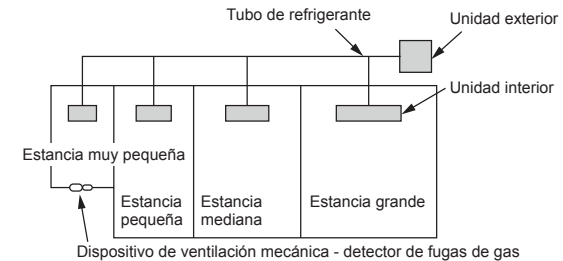 Tubo de refrigerante
Unidad exterior
Unidad interior
Estancia muy pequeña
Estancia
pequeña
Estancia
mediana
Estancia grande
Dispositivo de ventilación mecánica - detector de fugas de gas